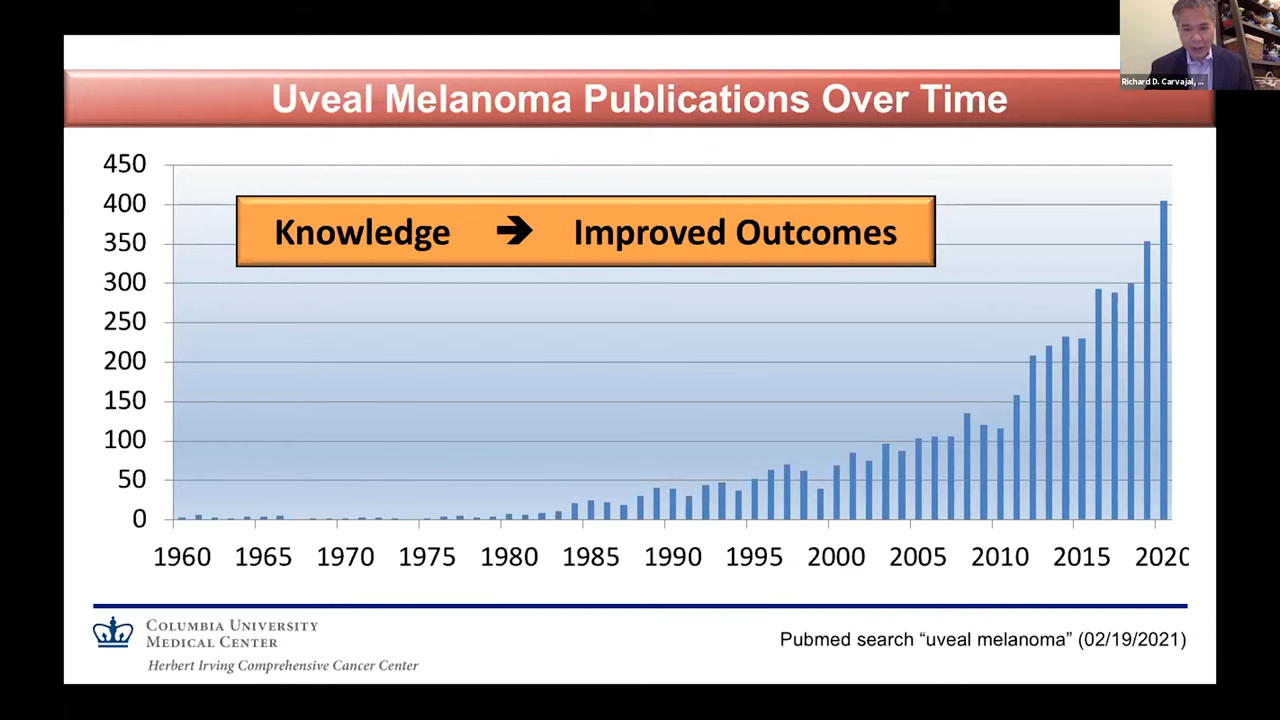 Richard D. Carvajal, ...
Uveal Melanoma Publications Over Time
450
400
350
300
250
200
150
100
50
0
Knowledge ➔ Improved Outcomes
1960 1965 1970 1975 1980 1985 1990 1995 2000 2005 2010 2015 2020
COLUMBIA UNIVERSITY
MEDICAL CENTER
Herbert Irving Comprehensive Cancer Center
Pubmed search “uveal melanoma” (02/19/2021)